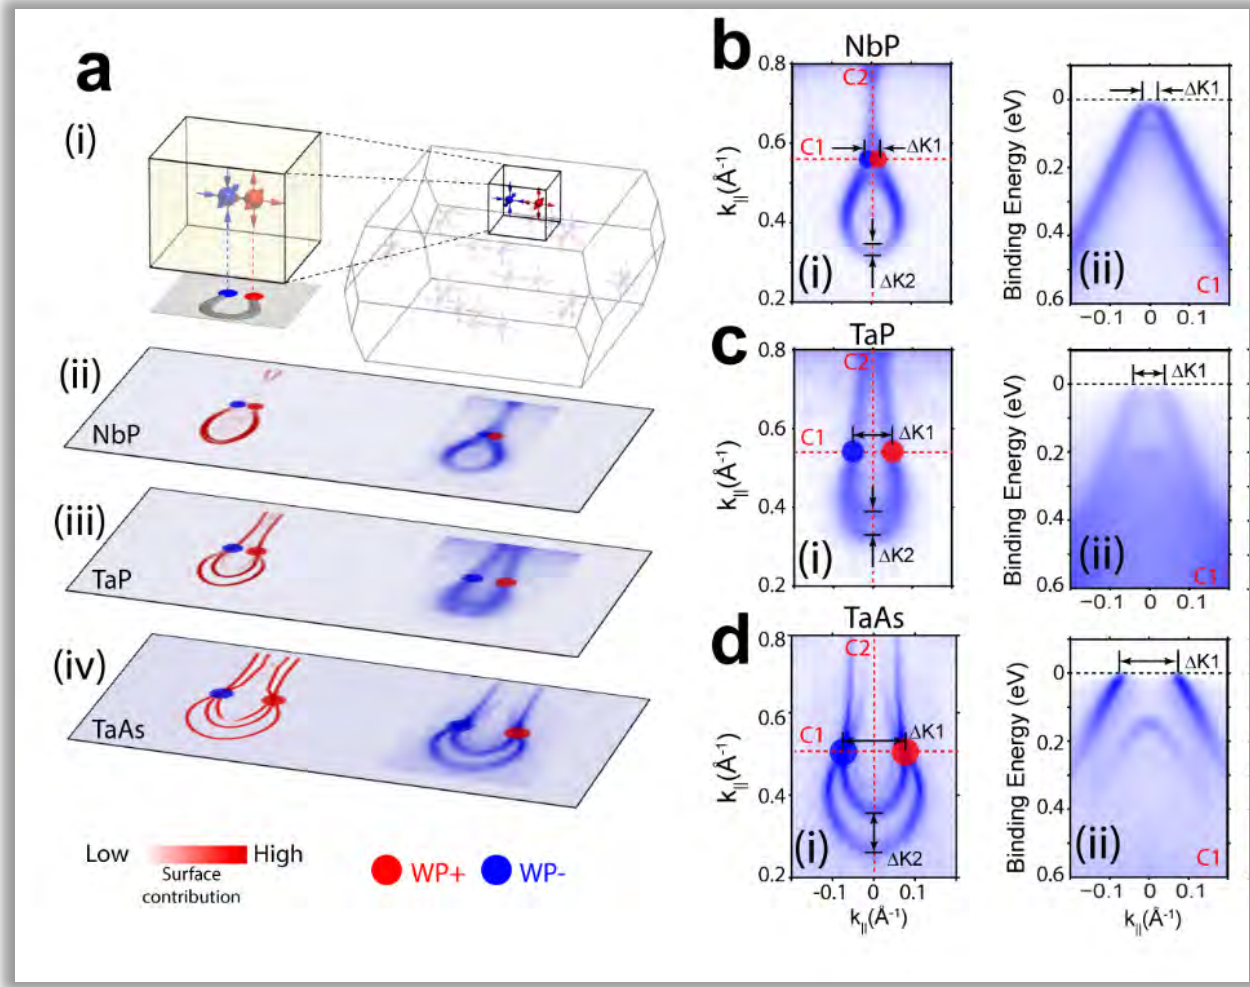 a
(i)
(ii)
NbP
(iii)
TaP
(iv)
TaAs
Low High
Surface
contribution
WP+ WP-
b
NbP
0.8
0.6
0.4
0.2
k||(Å-1)
C2
C1
ΔK1
ΔK2
(i)
Binding Energy (eV)
0
0.2
0.4
0.6
ΔK1
(ii)
C1
−0.1 0 0.1
c
TaP
0.8
0.6
0.4
0.2
k||(Å-1)
C2
C1
ΔK1
ΔK2
(i)
Binding Energy (eV)
0
0.2
0.4
0.6
ΔK1
(ii)
C1
−0.1 0 0.1
d
TaAs
0.8
0.6
0.4
0.2
k||(Å-1)
C2
C1
ΔK1
ΔK2
(i)
-0.1 0 0.1
k||(Å-1)
Binding Energy (eV)
0
0.2
0.4
0.6
ΔK1
(ii)
C1
−0.1 0 0.1
k||(Å-1)